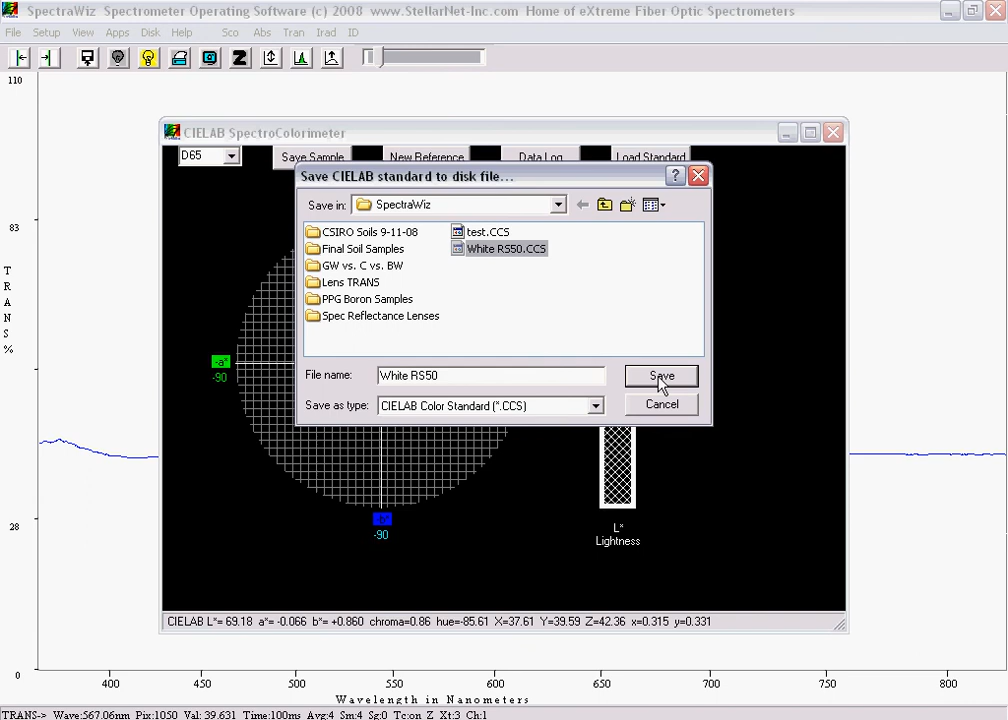 SpectraWiz Spectrometer Operating Software (c) 2008 www.StellarNet-Inc.com Home of eXtreme Fiber Optic Spectrometers
File Setup View Apps Disk Help Sco Abs Tran Irad ID
Z
110
83
TRANS%
28
0
CIELAB SpectroColorimeter
D65 Save Sample New Reference Data Log Load Standard
Save CIELAB standard to disk file...
Save in: SpectraWiz
CSIRO Soils 9-11-08
Final Soil Samples
GW vs. C vs. BW
Lens TRANS
PPG Boron Samples
Spec Reflectance Lenses
test.CCS
White RS50.CCS
File name: White RS50 Save
Save as type: CIELAB Color Standard (*.CCS) Cancel
-a*
-90
-90
L*
Lightness
CIELAB L*= 69.18 a*= -0.066 b*= +0.860 chroma=0.86 hue=-85.61 X=37.61 Y=39.59 Z=42.36 x=0.315 y=0.331
400 450 500 550 600 650 700 750 800
Wavelength in Nanometers
TRANS-> Wave:567.06nm Pix:1050 Val: 39.631 Time:100ms Avg:4 Sm:4 Sg:0 Tc:on Z Xt:3 Ch:1